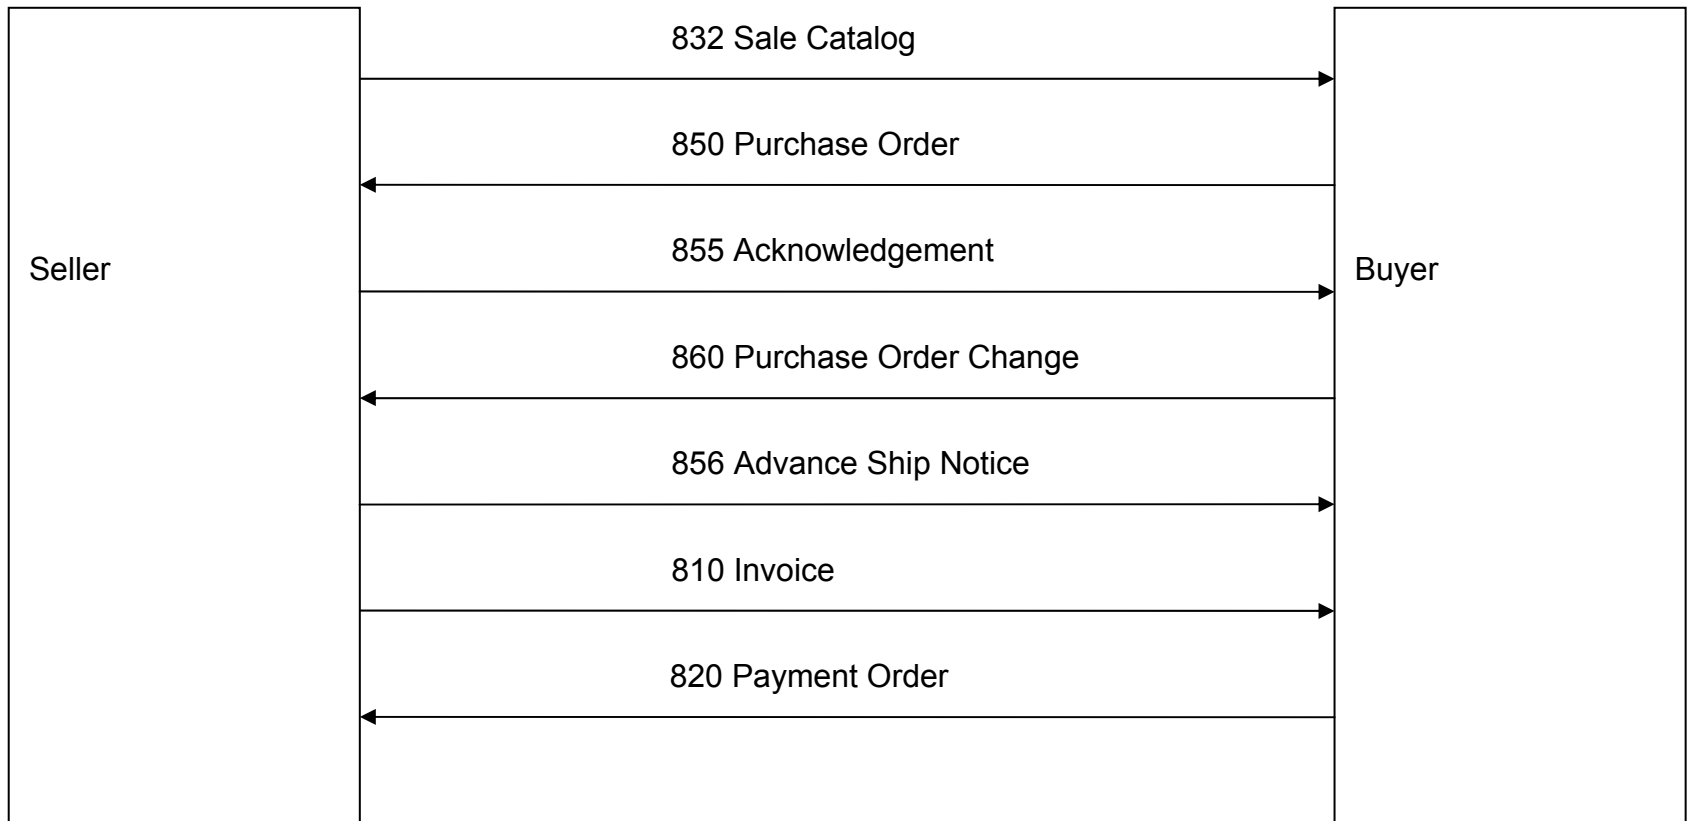 832 Sale Catalog
850 Purchase Order
855 Acknowledgement
Seller
Buyer
860 Purchase Order Change
856 Advance Ship Notice
810 Invoice
820 Payment Order